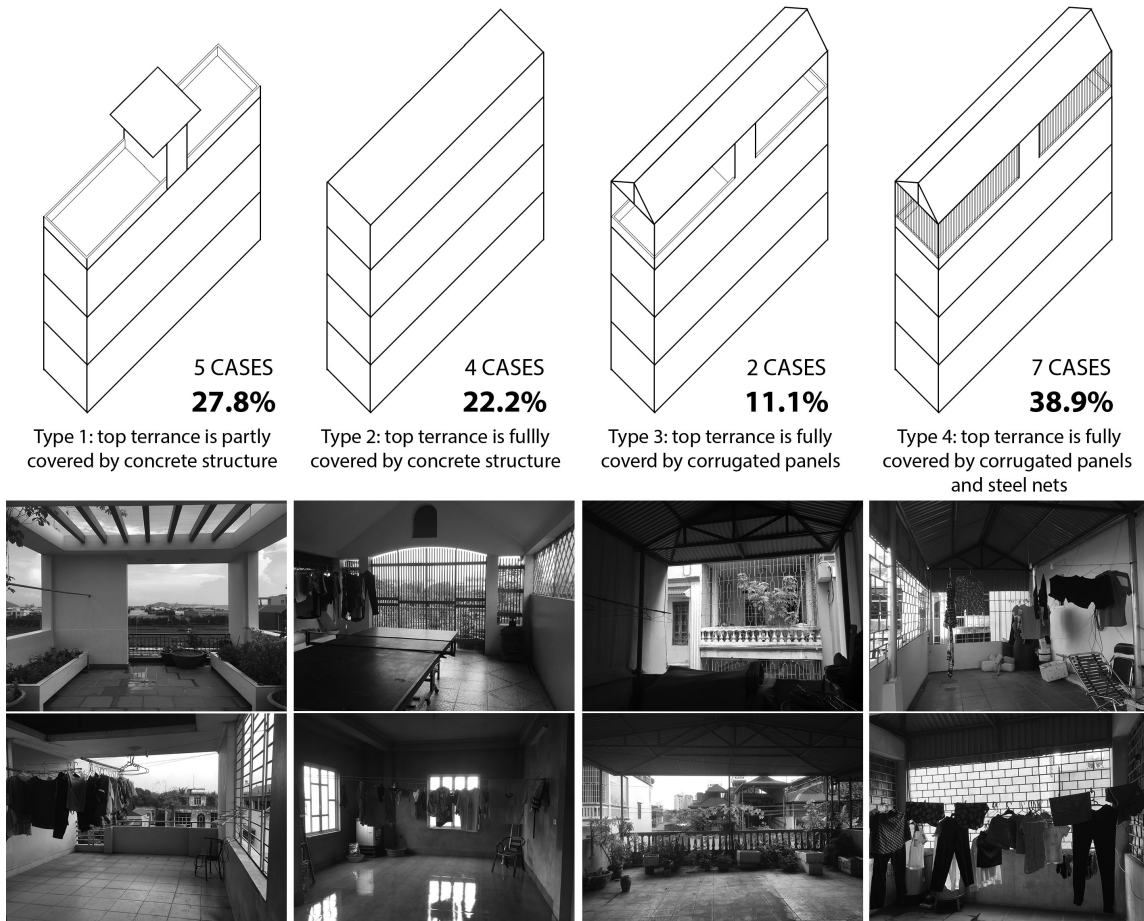 5 CASES
27.8%
Type 1: top terrance is partly
covered by concrete structure
4 CASES
22.2%
Type 2: top terrance is fullly
covered by concrete structure
2 CASES
11.1%
Type 3: top terrance is fully
coverd by corrugated panels
7 CASES
38.9%
Type 4: top terrance is fully
covered by corrugated panels
and steel nets